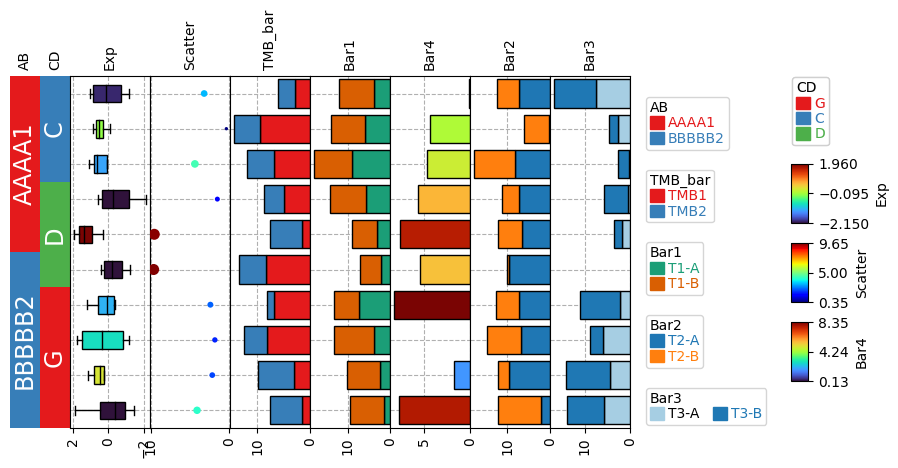 AB
CD
Exp
Scatter
TMB_bar
Bar1
Bar4
Bar2
Bar3
AAAA1
BBBBB2
C
D
G
2 0 −2
10 0
10 0
10 0
5 0
10 0
10 0
AB
AAAA1
BBBBB2
TMB_bar
TMB1
TMB2
Bar1
T1-A
T1-B
Bar2
T2-A
T2-B
Bar3
T3-A T3-B
CD
G
C
D
1.960
−0.095
−2.150
Exp
9.65
5.00
0.35
Scatter
8.35
4.24
0.13
Bar4